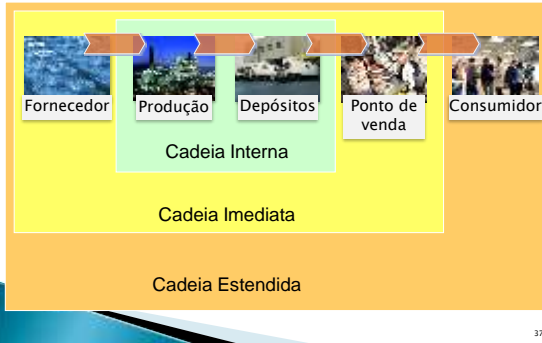 Fornecedor
Produção
Depósitos
Ponto de
venda
Consumidor
Cadeia Interna
Cadeia Imediata
Cadeia Estendida
37